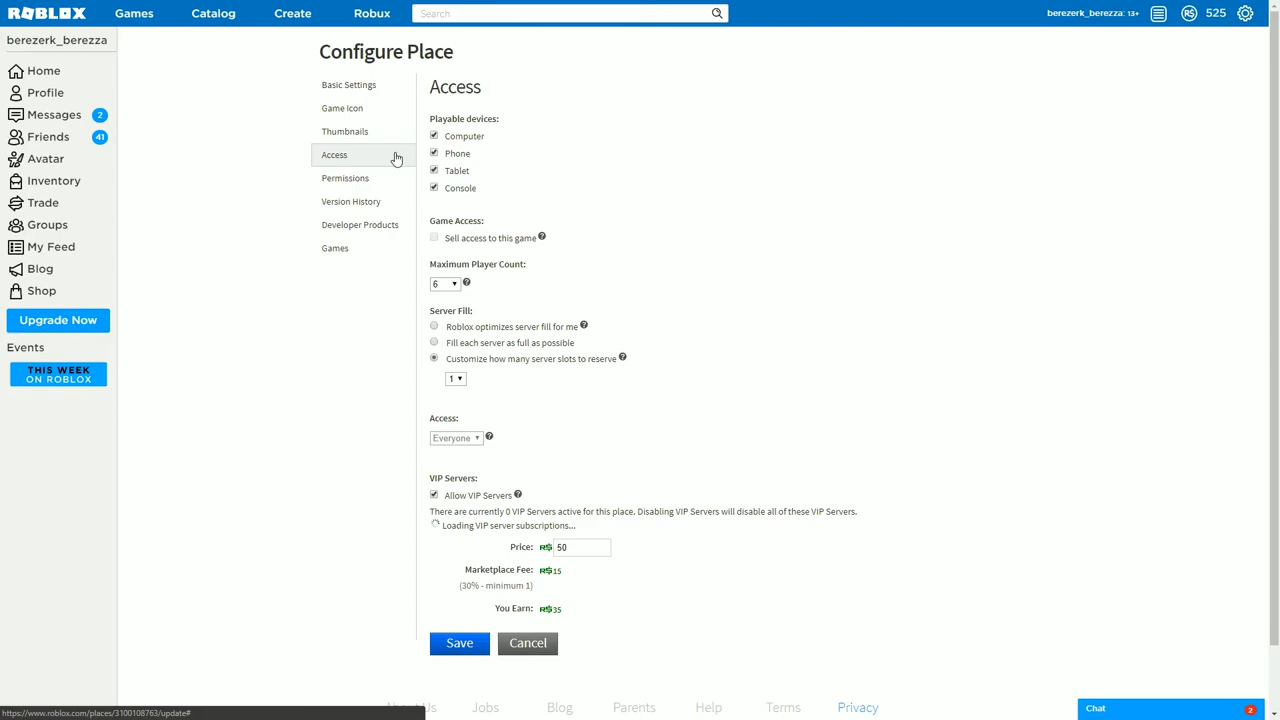 ROBLOX Games Catalog Create Robux Search berezerk_berezza: 13+ R$ 525
berezerk_berezza
Home
Profile
Messages 2
Friends 41
Avatar
Inventory
Trade
Groups
My Feed
Blog
Shop
Upgrade Now
Events
THIS WEEK
ON ROBLOX
Configure Place
Basic Settings
Game Icon
Thumbnails
Access
Permissions
Version History
Developer Products
Games
Access
Playable devices:
Computer
Phone
Tablet
Console
Game Access:
Sell access to this game ?
Maximum Player Count:
6 ?
Server Fill:
Roblox optimizes server fill for me ?
Fill each server as full as possible
Customize how many server slots to reserve ?
1
Access:
Everyone ?
VIP Servers:
Allow VIP Servers ?
There are currently 0 VIP Servers active for this place. Disabling VIP Servers will disable all of these VIP Servers.
Loading VIP server subscriptions...
Price: R$ 50
Marketplace Fee: R$15
(30% - minimum 1)
You Earn: R$35
Save Cancel
About Us Jobs Blog Parents Help Terms Privacy
https://www.roblox.com/places/3100108763/update#
Chat 2